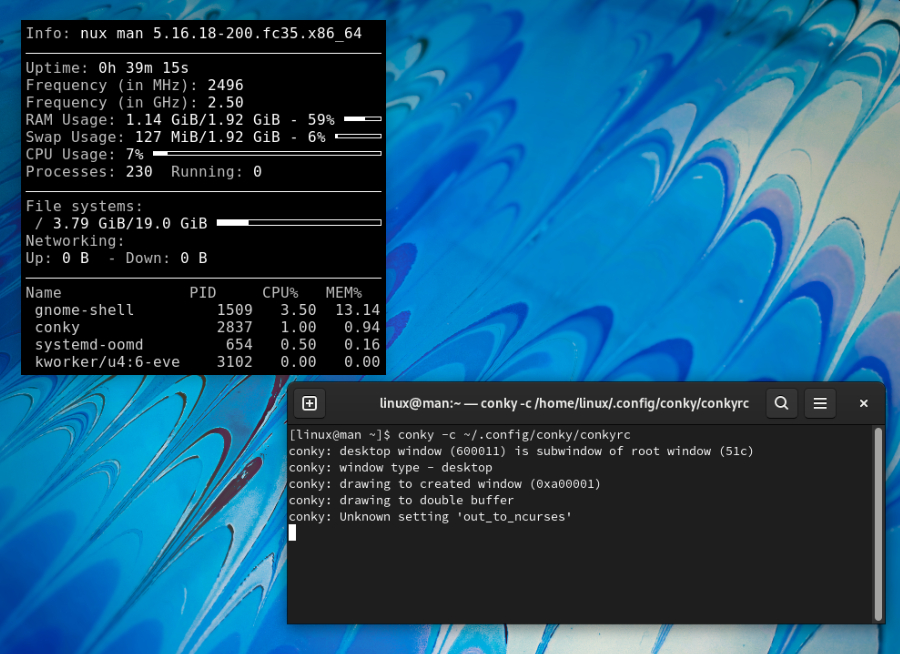 Info: nux man 5.16.18-200.fc35.x86_64
Uptime: 0h 39m 15s
Frequency (in MHz): 2496
Frequency (in GHz): 2.50
RAM Usage: 1.14 GiB/1.92 GiB - 59%
Swap Usage: 127 MiB/1.92 GiB - 6%
CPU Usage: 7%
Processes: 230 Running: 0
File systems:
/ 3.79 GiB/19.0 GiB
Networking:
Up: 0 B - Down: 0 B
Name PID CPU% MEM%
gnome-shell 1509 3.50 13.14
conky 2837 1.00 0.94
systemd-oomd 654 0.50 0.16
kworker/u4:6-eve 3102 0.00 0.00
linux@man:~ — conky -c /home/linux/.config/conky/conkyrc
[linux@man ~]$ conky -c ~/.config/conky/conkyrc
conky: desktop window (600011) is subwindow of root window (51c)
conky: window type - desktop
conky: drawing to created window (0xa00001)
conky: drawing to double buffer
conky: Unknown setting 'out_to_ncurses'